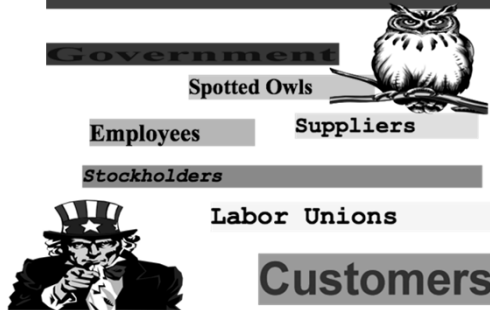 Government
Spotted Owls
Suppliers
Employees
Stockholders
Labor Unions
Customers